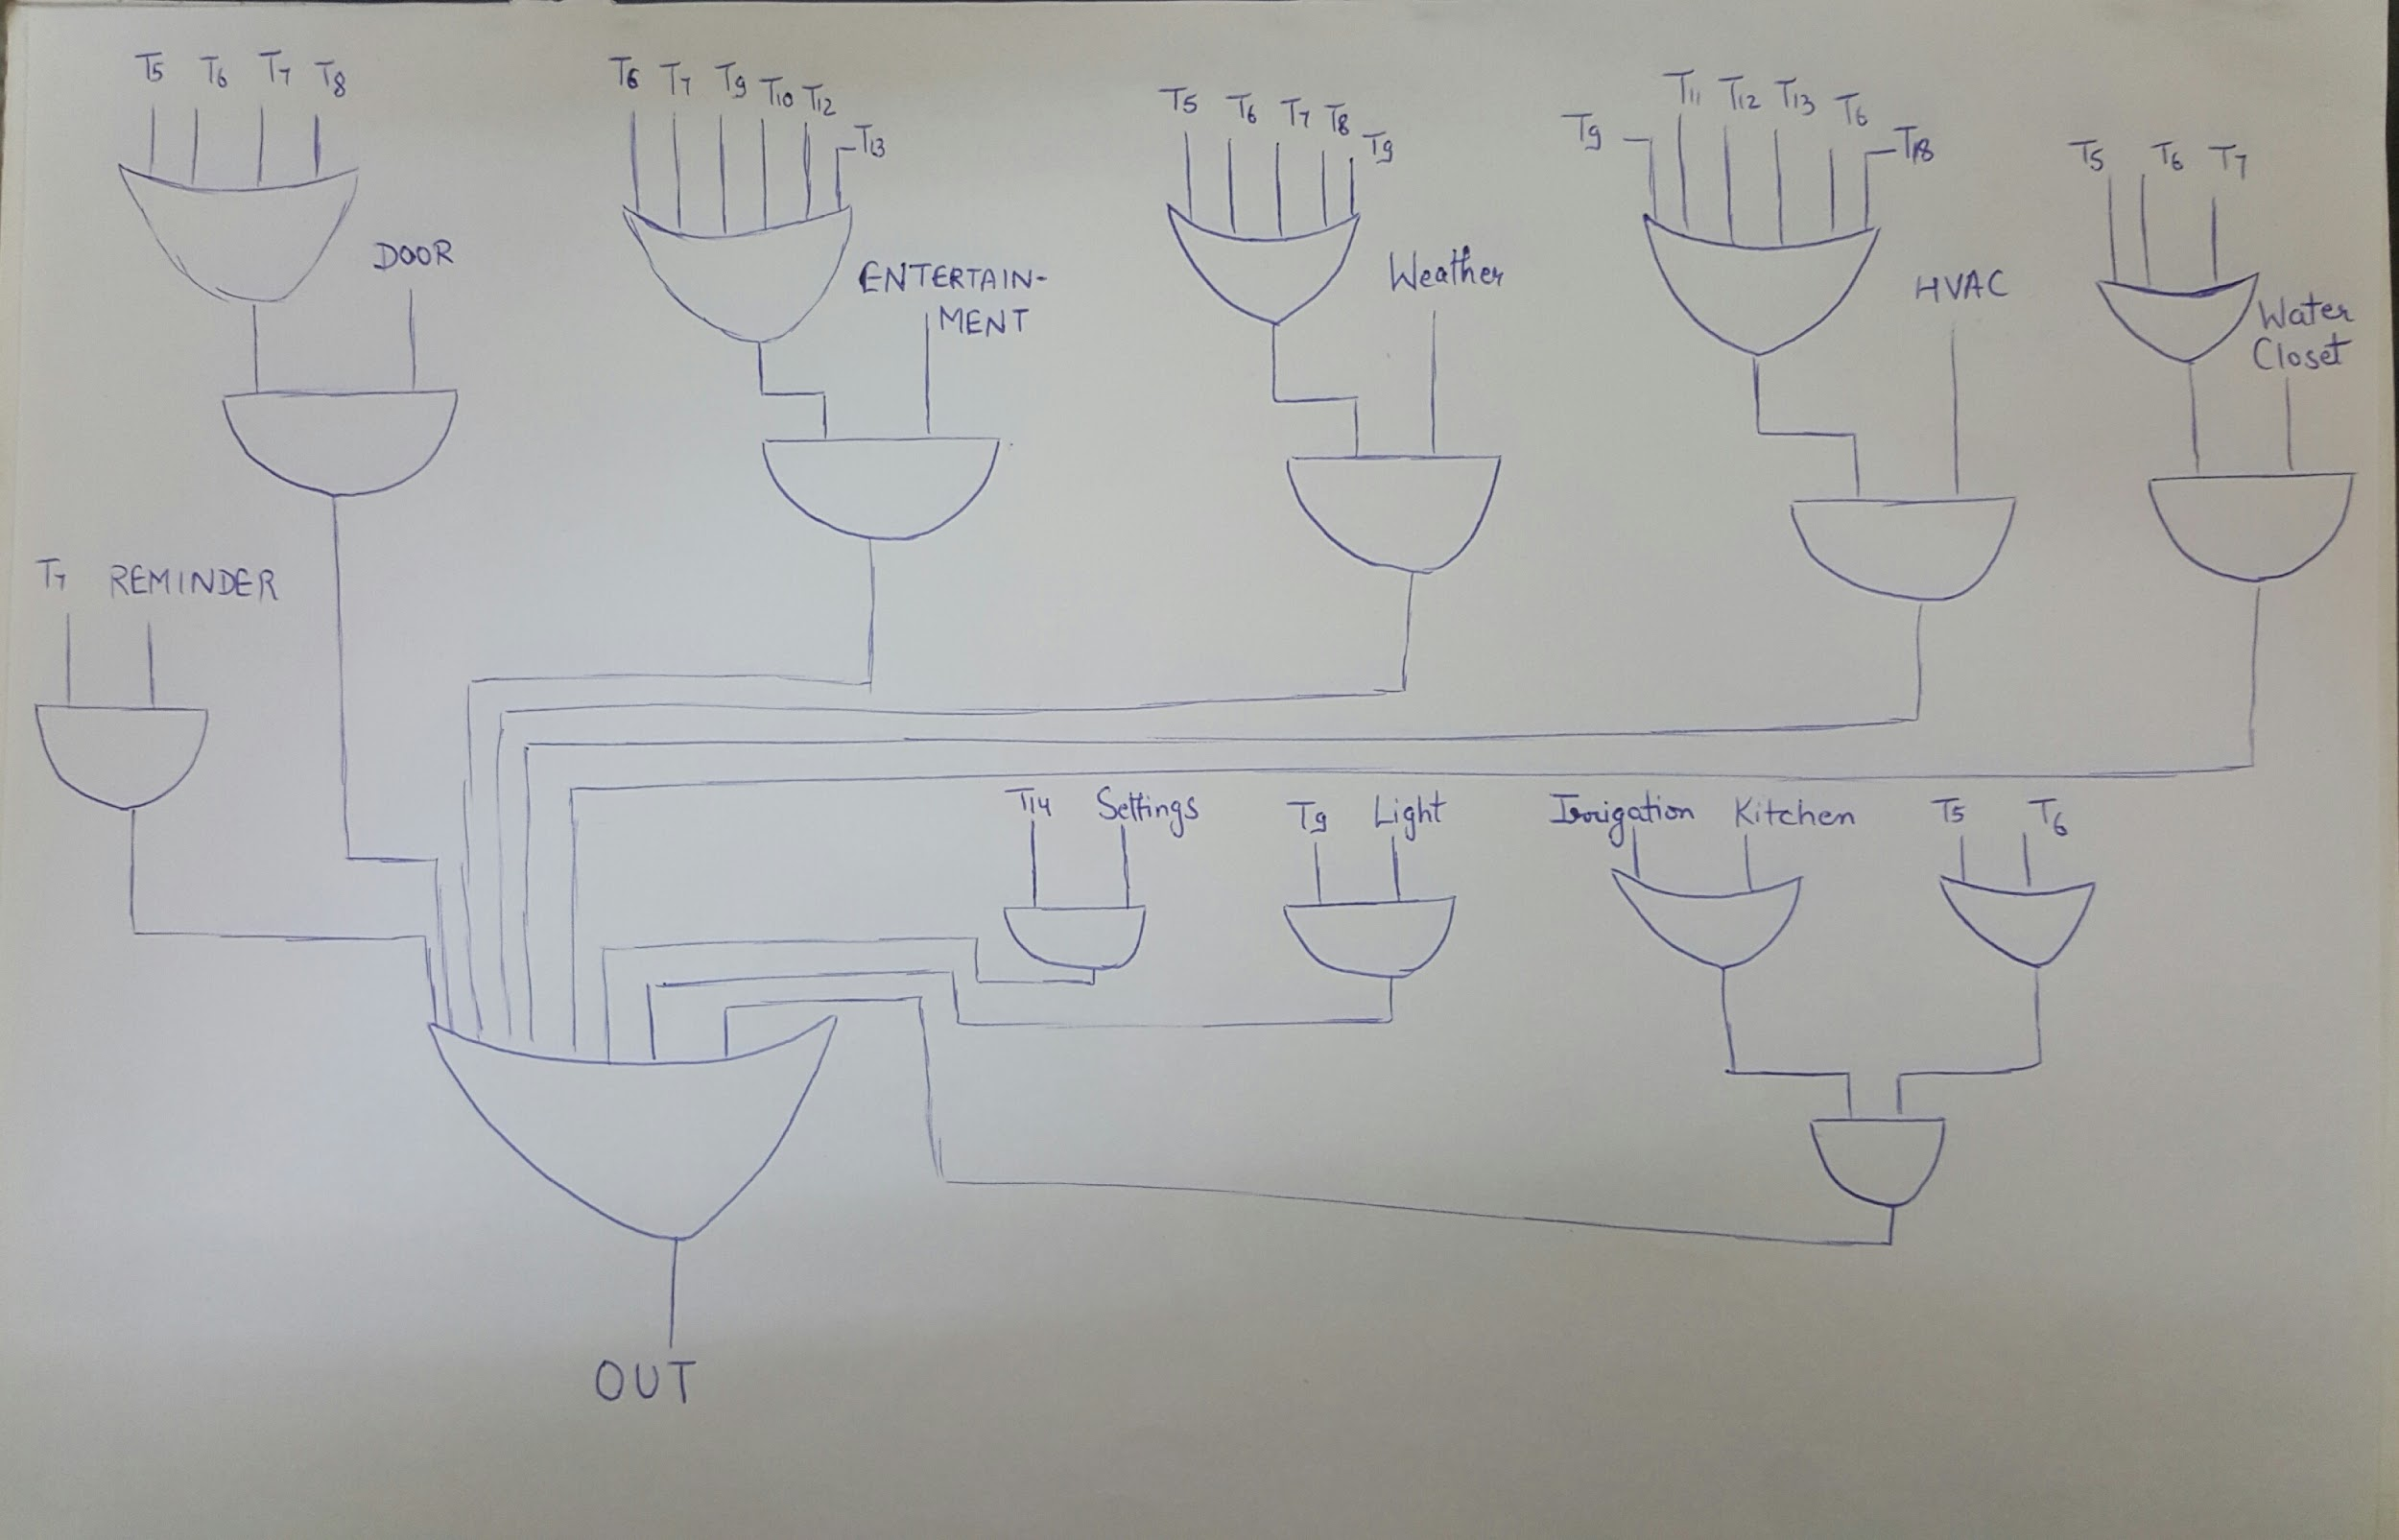 T5 T6 T7 T8
T6 T7 T9 T10 T12
T13
T5 T6 T7 T8
T9
T9 T11 T12 T13 T6
T5 T6 T7
DOOR
ENTERTAIN-
MENT
Weather
HVAC
Water
Closet
T7 REMINDER
T14 Settings
T9 Light
Irrigation Kitchen
T5 T6
OUT